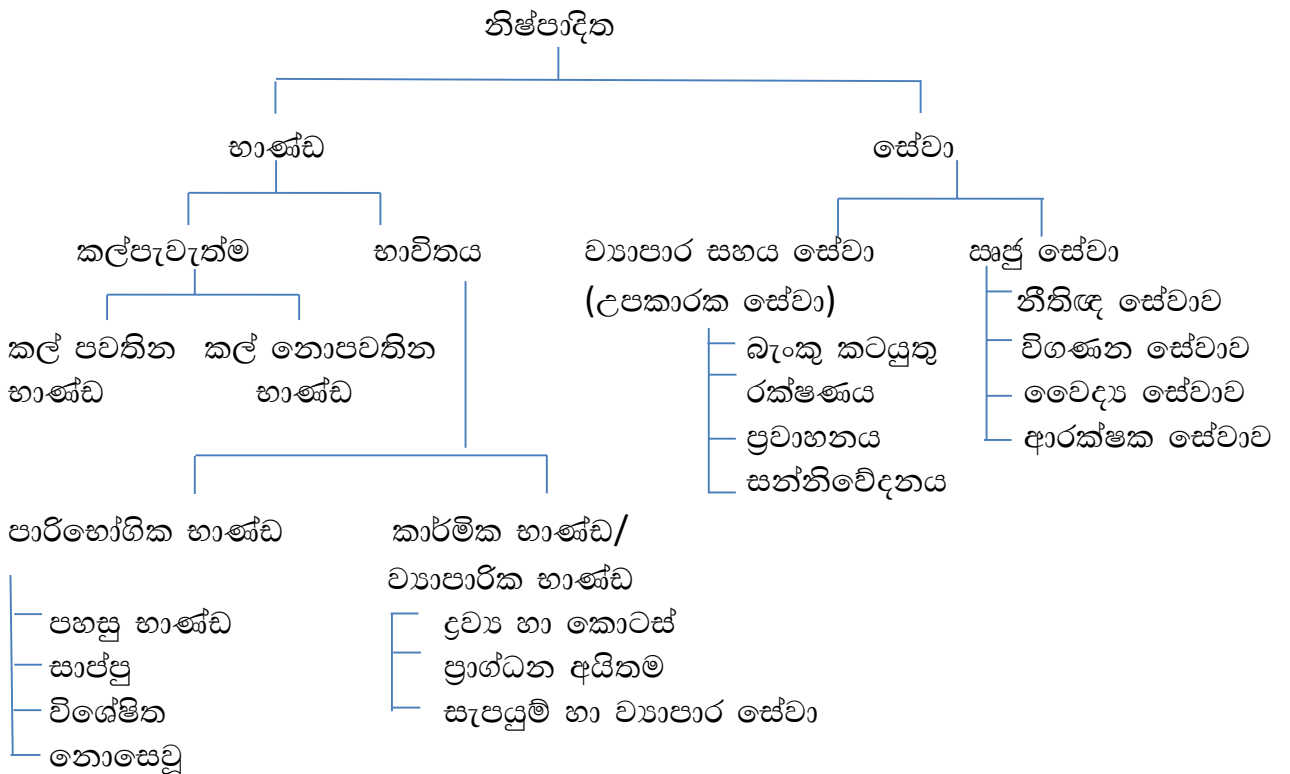 නිෂ්පාදිත
භාණ්ඩ
සේවා
කල්පැවැත්ම
භාවිතය
ව්‍යාපාර සහය සේවා
(උපකාරක සේවා)
ඍජු සේවා
නීතිඥ සේවාව
විගණන සේවාව
වෛද්‍ය සේවාව
ආරක්ෂක සේවාව
කල් පවතින
භාණ්ඩ
කල් නොපවතින
භාණ්ඩ
බැංකු කටයුතු
රක්ෂණය
ප්‍රවාහනය
සන්නිවේදනය
පාරිභෝගික භාණ්ඩ
පහසු භාණ්ඩ
සාප්පු
විශේෂිත
නොසෙවූ
කාර්මික භාණ්ඩ/
ව්‍යාපාරික භාණ්ඩ
ද්‍රව්‍ය හා කොටස්
ප්‍රාග්ධන අයිතම
සැපයුම් හා ව්‍යාපාර සේවා